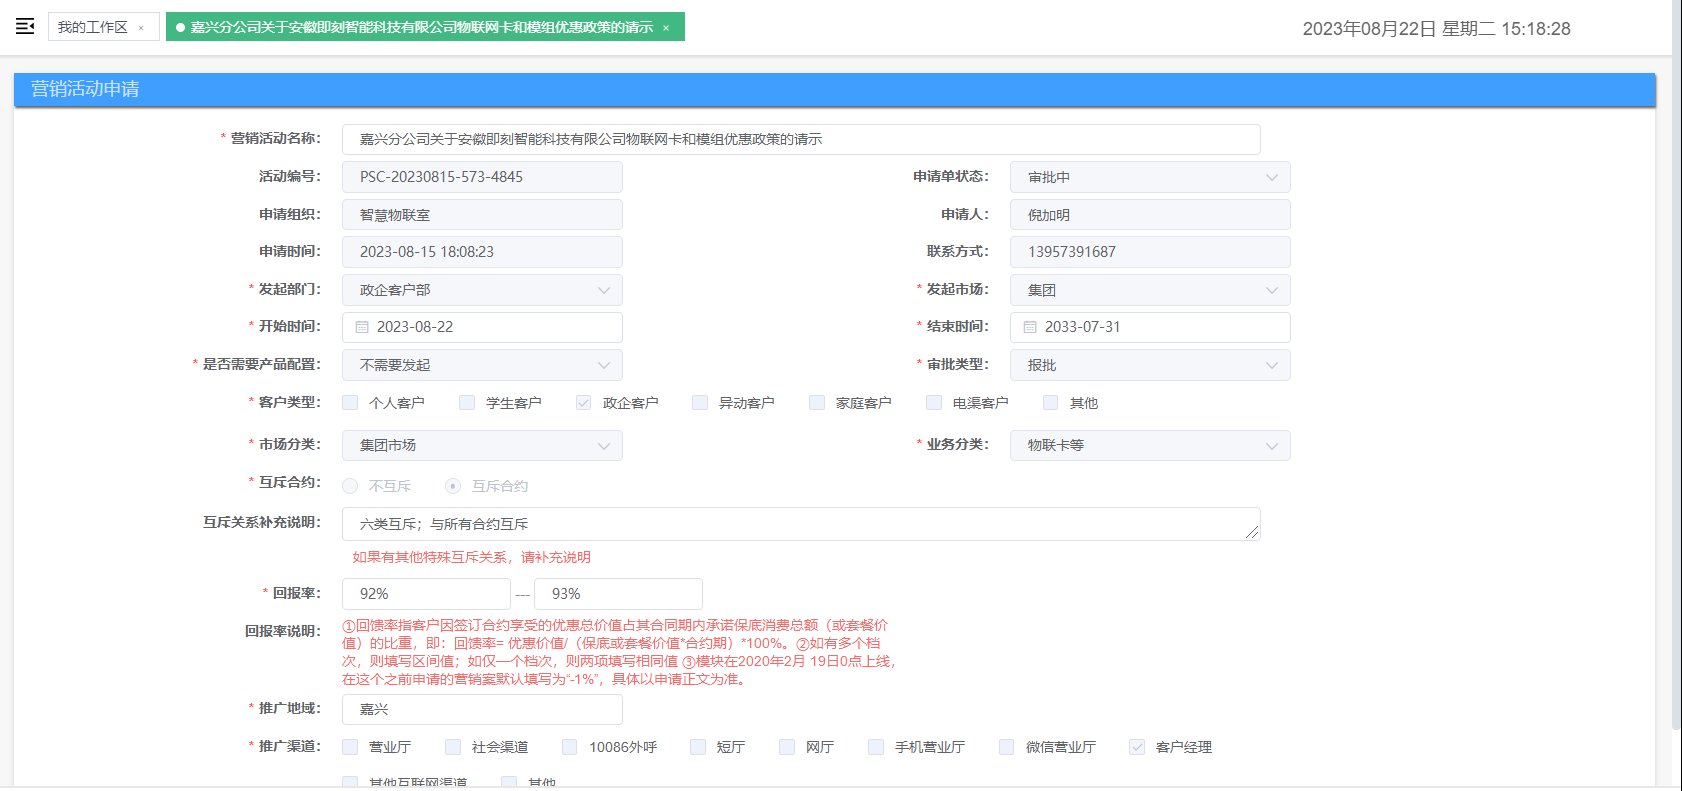 我的工作区 ×
嘉兴分公司关于安徽即刻智能科技有限公司物联网卡和模组优惠政策的请示 ×
2023年08月22日 星期二 15:18:28
营销活动申请
* 营销活动名称: 嘉兴分公司关于安徽即刻智能科技有限公司物联网卡和模组优惠政策的请示
活动编号: PSC-20230815-573-4845 申请单状态: 审批中
申请组织: 智慧物联室 申请人: 倪加明
申请时间: 2023-08-15 18:08:23 联系方式: 13957391687
* 发起部门: 政企客户部 * 发起市场: 集团
* 开始时间: 2023-08-22 * 结束时间: 2033-07-31
* 是否需要产品配置: 不需要发起 * 审批类型: 报批
* 客户类型: 个人客户 学生客户 政企客户 异动客户 家庭客户 电渠客户 其他
* 市场分类: 集团市场 * 业务分类: 物联卡等
* 互斥合约: 不互斥 互斥合约
互斥关系补充说明: 六类互斥；与所有合约互斥
如果有其他特殊互斥关系，请补充说明
* 回报率: 92% --- 93%
回报率说明: ①回馈率指客户因签订合约享受的优惠总价值占其合同期内承诺保底消费总额（或套餐价
值）的比重，即：回馈率= 优惠价值/（保底或套餐价值*合约期）*100%。②如有多个档
次，则填写区间值；如仅一个档次，则两项填写相同值 ③模块在2020年2月 19日0点上线，
在这个之前申请的营销案默认填写为“-1%”，具体以申请正文为准。
* 推广地域: 嘉兴
* 推广渠道: 营业厅 社会渠道 10086外呼 短厅 网厅 手机营业厅 微信营业厅 客户经理
其他互联网渠道 其他